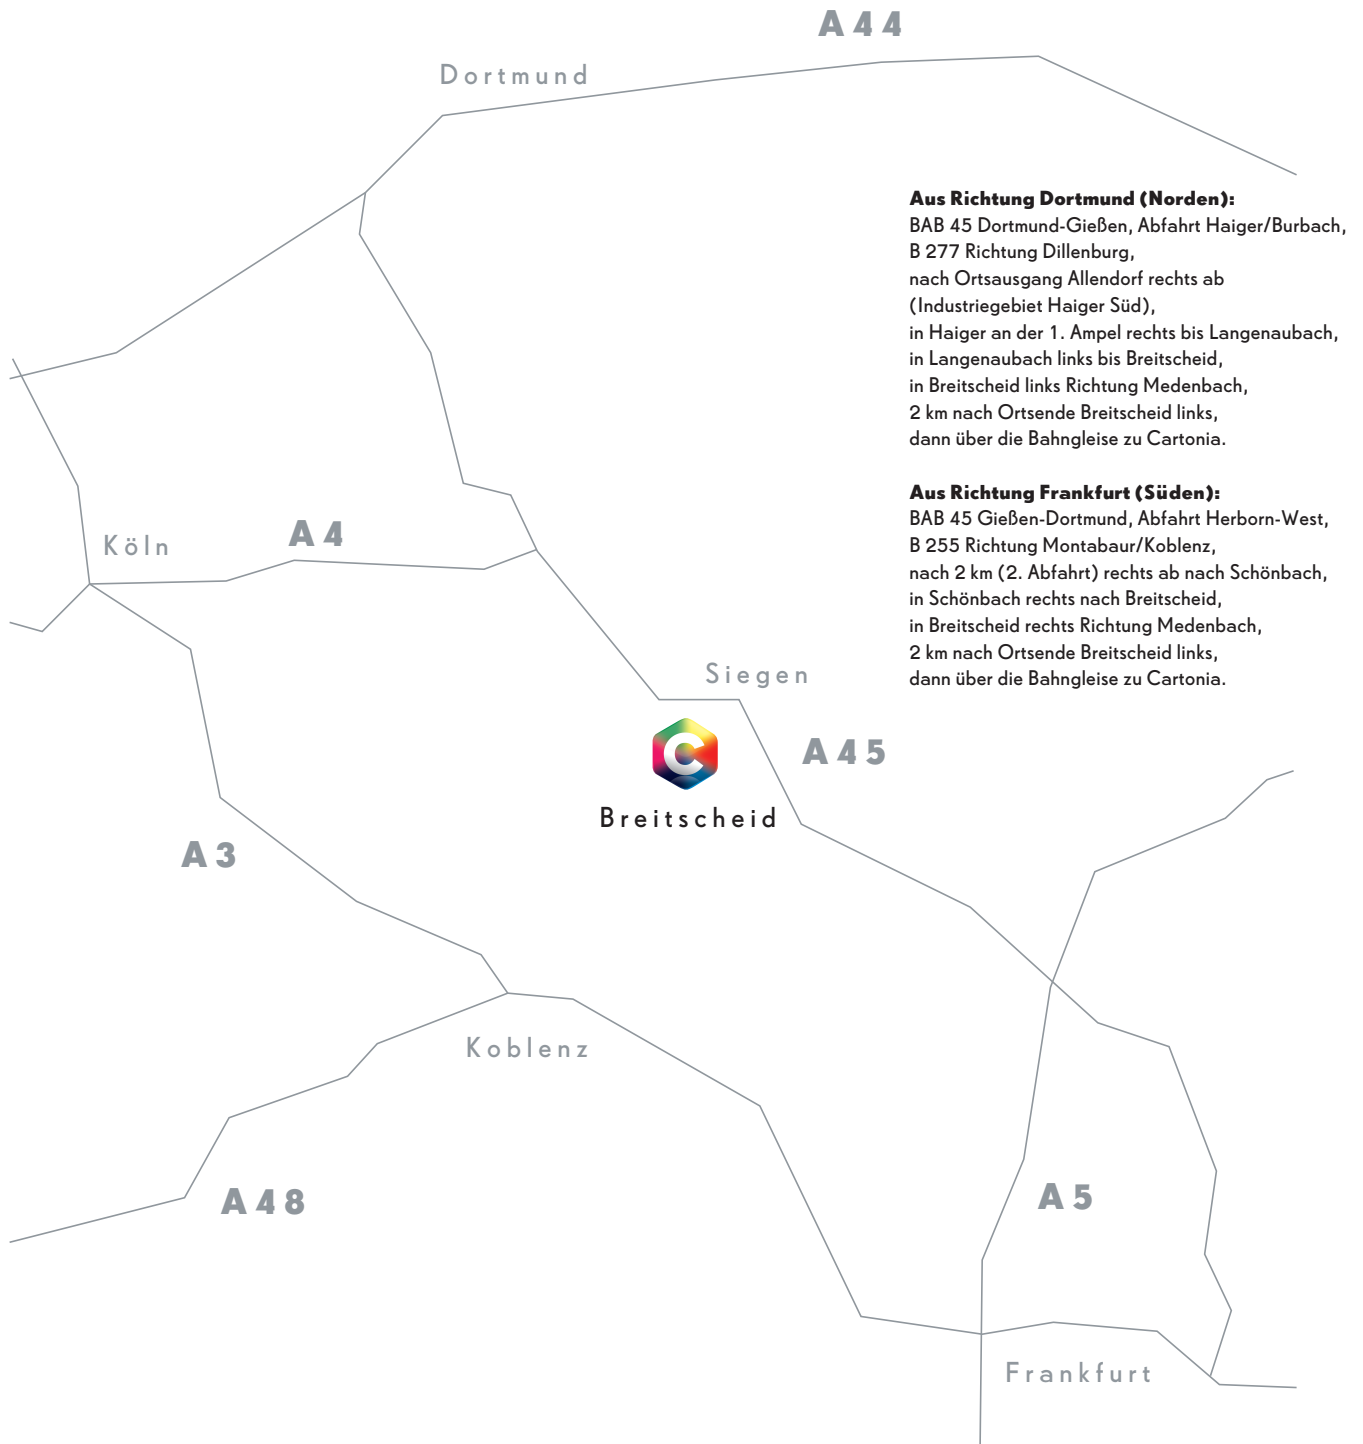 A 44
Dortmund
Aus Richtung Dortmund (Norden):
BAB 45 Dortmund-Gießen, Abfahrt Haiger/Burbach,
B 277 Richtung Dillenburg,
nach Ortsausgang Allendorf rechts ab
(Industriegebiet Haiger Süd),
in Haiger an der 1. Ampel rechts bis Langenaubach,
in Langenaubach links bis Breitscheid,
in Breitscheid links Richtung Medenbach,
2 km nach Ortsende Breitscheid links,
dann über die Bahngleise zu Cartonia.
Aus Richtung Frankfurt (Süden):
BAB 45 Gießen-Dortmund, Abfahrt Herborn-West,
B 255 Richtung Montabaur/Koblenz,
nach 2 km (2. Abfahrt) rechts ab nach Schönbach,
in Schönbach rechts nach Breitscheid,
in Breitscheid rechts Richtung Medenbach,
2 km nach Ortsende Breitscheid links,
dann über die Bahngleise zu Cartonia.
A 4
Köln
Siegen
C
A 45
Breitscheid
A 3
Koblenz
A 48
A 5
Frankfurt